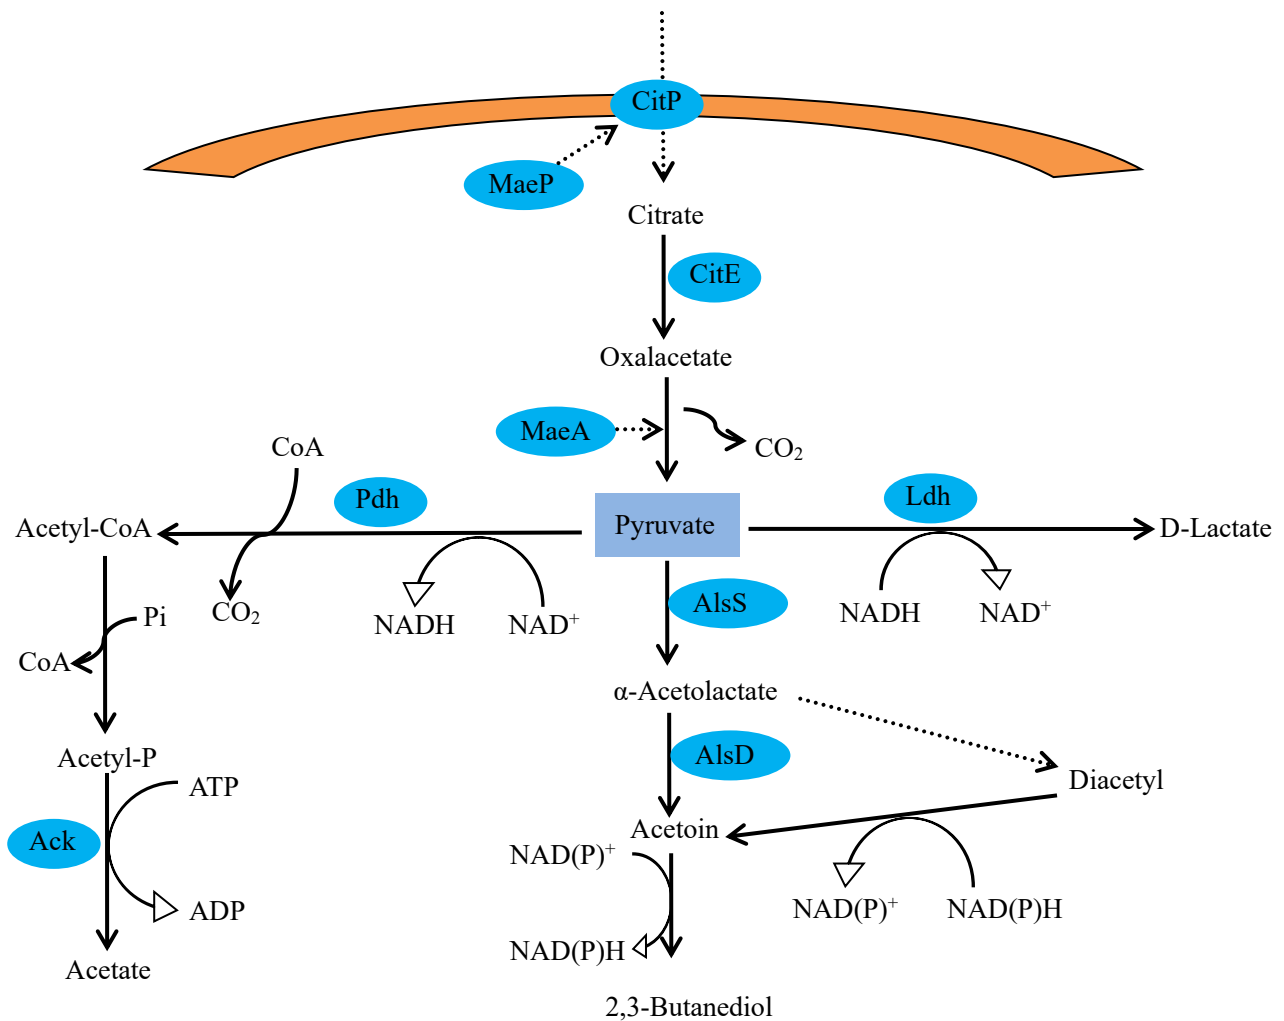 CitP
MaeP
Citrate
CitE
Oxalacetate
MaeA
CO₂
CoA
Pdh
Ldh
Acetyl-CoA
Pyruvate
D-Lactate
CO₂
NADH
NAD⁺
AlsS
NADH
NAD⁺
Pi
CoA
α-Acetolactate
Acetyl-P
AlsD
ATP
Diacetyl
Ack
Acetoin
NAD(P)⁺
ADP
NAD(P)⁺
NAD(P)H
NAD(P)H
Acetate
2,3-Butanediol